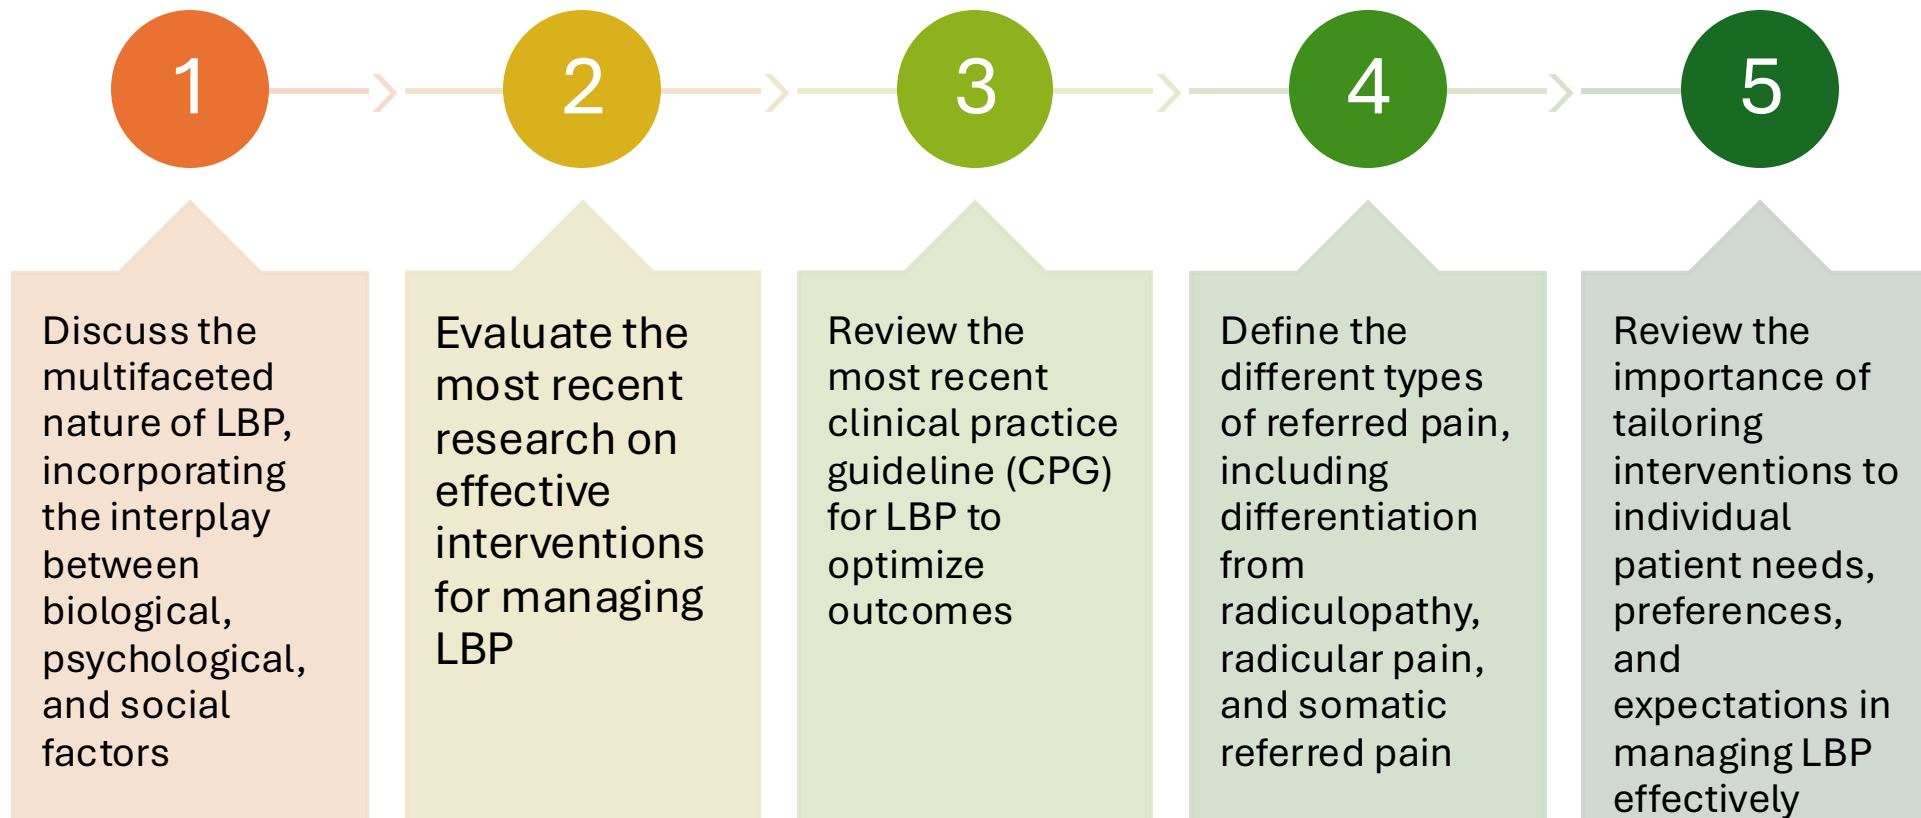 1
2
3
4
5
Discuss the
multifaceted
nature of LBP,
incorporating
the interplay
between
biological,
psychological,
and social
factors
Evaluate the
most recent
research on
effective
interventions
for managing
LBP
Review the
most recent
clinical practice
guideline (CPG)
for LBP to
optimize
outcomes
Define the
different types
of referred pain,
including
differentiation
from
radiculopathy,
radicular pain,
and somatic
referred pain
Review the
importance of
tailoring
interventions to
individual
patient needs,
preferences,
and
expectations in
managing LBP
effectively